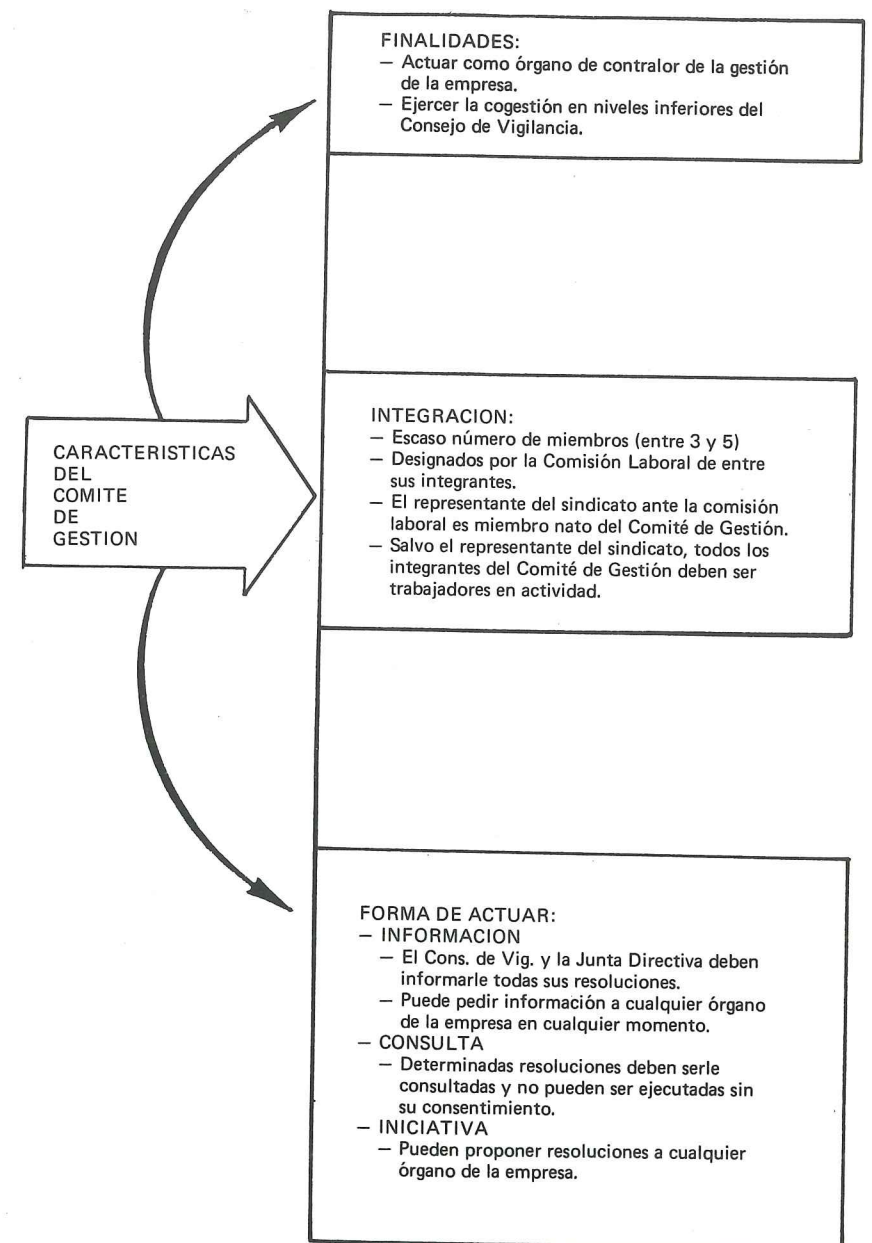 FINALIDADES:
— Actuar como órgano de contralor de la gestión
de la empresa.
— Ejercer la cogestión en niveles inferiores del
Consejo de Vigilancia.
CARACTERISTICAS
DEL
COMITE
DE
GESTION
INTEGRACION:
— Escaso número de miembros (entre 3 y 5)
— Designados por la Comisión Laboral de entre
sus integrantes.
— El representante del sindicato ante la comisión
laboral es miembro nato del Comité de Gestión.
— Salvo el representante del sindicato, todos los
integrantes del Comité de Gestión deben ser
trabajadores en actividad.
FORMA DE ACTUAR:
— INFORMACION
— El Cons. de Vig. y la Junta Directiva deben
informarle todas sus resoluciones.
— Puede pedir información a cualquier órgano
de la empresa en cualquier momento.
— CONSULTA
— Determinadas resoluciones deben serle
consultadas y no pueden ser ejecutadas sin
su consentimiento.
— INICIATIVA
— Pueden proponer resoluciones a cualquier
órgano de la empresa.